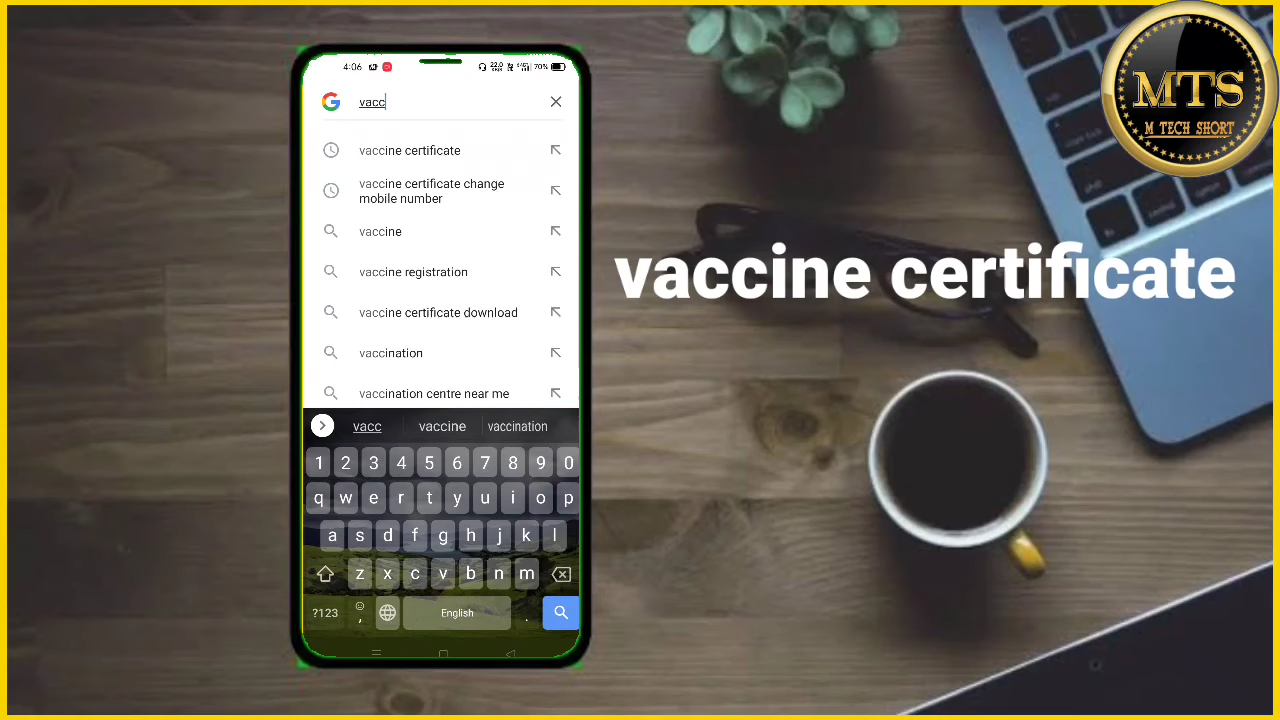 4:06
70%
vacc
vaccine certificate
vaccine certificate change
mobile number
vaccine
vaccine registration
vaccine certificate download
vaccination
vaccination centre near me
vacc vaccine vaccination
1 2 3 4 5 6 7 8 9 0
q w e r t y u i o p
a s d f g h j k l
z x c v b n m
?123 , English .
vaccine certificate
MTS
M TECH SHORT